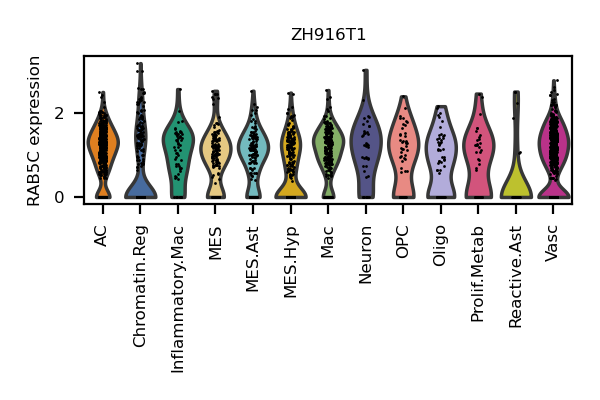 ZH916T1
RAB5C expression
2
0
AC
Chromatin.Reg
Inflammatory.Mac
MES
MES.Ast
MES.Hyp
Mac
Neuron
OPC
Oligo
Prolif.Metab
Reactive.Ast
Vasc